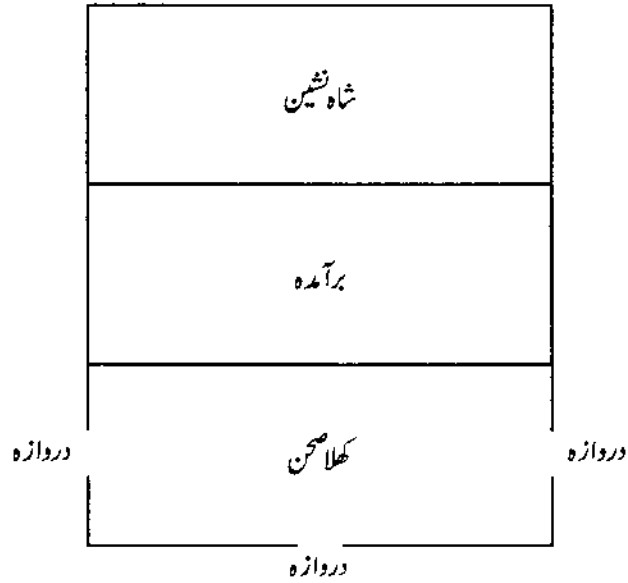 شاہ نشین
برآمدہ
دروازہ
کھلا صحن
دروازہ
دروازہ